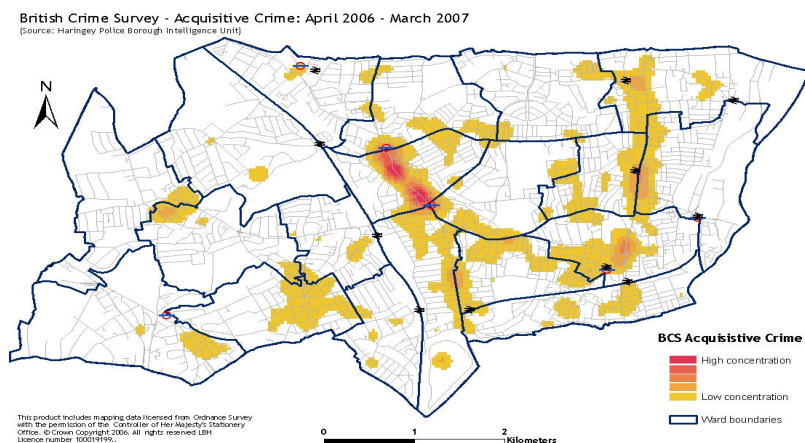 British Crime Survey - Acquisitive Crime: April 2006 - March 2007
(Source: Haringey Police Borough Intelligence Unit)
N
BCS Acquisistive Crime
High concentration
Low concentration
Ward boundaries
This product includes mapping data licensed from Ordnance Survey
with the permission of the Controller of Her Majesty's Stationery
Office. © Crown Copyright 2006. All rights reserved LBH
Licence number 100019199..
0 1 2
Kilometers